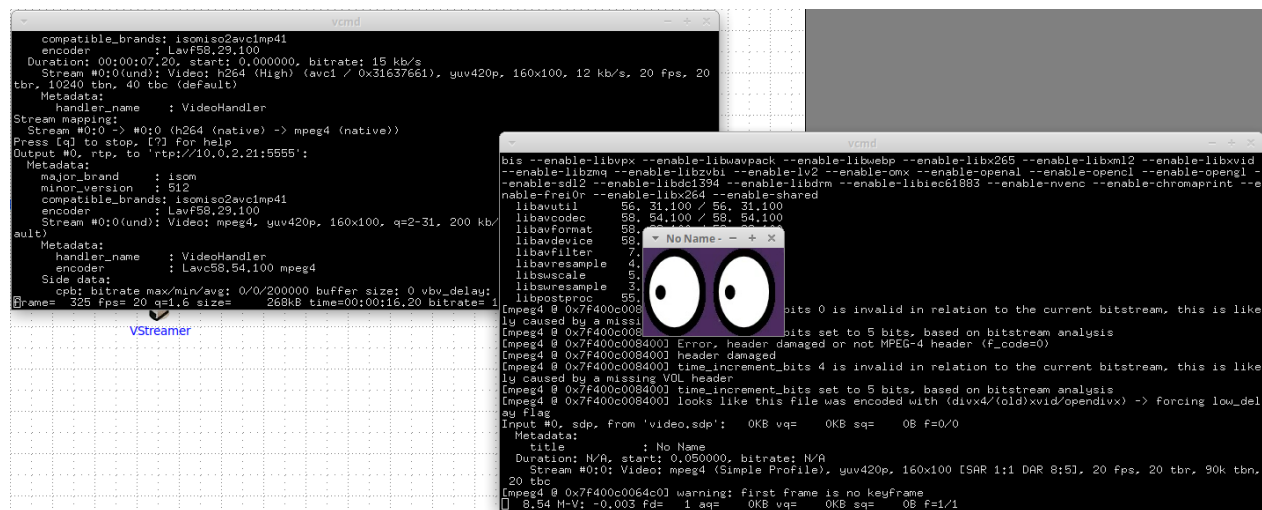 vcmd
compatible_brands: isomiso2avc1mp41
encoder : Lavf58.29.100
Duration: 00:00:07.20, start: 0.000000, bitrate: 15 kb/s
Stream #0:0(und): Video: h264 (High) (avc1 / 0x31637661), yuv420p, 160x100, 12 kb/s, 20 fps, 20
tbr, 10240 tbn, 40 tbc (default)
Metadata:
handler_name : VideoHandler
Stream mapping:
Stream #0:0 -> #0:0 (h264 (native) -> mpeg4 (native))
Press [q] to stop, [?] for help
Output #0, rtp, to 'rtp://10.0.2.21:5555':
Metadata:
major_brand : isom
minor_version : 512
compatible_brands: isomiso2avc1mp41
encoder : Lavf58.29.100
Stream #0:0(und): Video: mpeg4, yuv420p, 160x100, q=2-31, 200 kb/
ault)
Metadata:
handler_name : VideoHandler
encoder : Lavc58.54.100 mpeg4
Side data:
cpb: bitrate max/min/avg: 0/0/200000 buffer size: 0 vbv_delay:
frame= 325 fps= 20 q=1.6 size= 268kB time=00:00:16.20 bitrate= 1
VStreamer
vcmd
bis --enable-libvpx --enable-libwavpack --enable-libwebp --enable-libx265 --enable-libxml2 --enable-libxvid
--enable-libzmq --enable-libzvbi --enable-lv2 --enable-omx --enable-openal --enable-opencl --enable-opengl -
-enable-sdl2 --enable-libdc1394 --enable-libdrm --enable-libiec61883 --enable-nvenc --enable-chromaprint --e
nable-frei0r --enable-libx264 --enable-shared
libavutil 56. 31.100 / 56. 31.100
libavcodec 58. 54.100 / 58. 54.100
libavformat 58.
libavdevice 58.
libavfilter 7.
libavresample 4.
libswscale 5.
libswresample 3.
libpostproc 55.
No Name -
[mpeg4 @ 0x7f400c008 bits 0 is invalid in relation to the current bitstream, this is like
ly caused by a missi
[mpeg4 @ 0x7f400c008 bits set to 5 bits, based on bitstream analysis
[mpeg4 @ 0x7f400c008400] Error, header damaged or not MPEG-4 header (f_code=0)
[mpeg4 @ 0x7f400c008400] header damaged
[mpeg4 @ 0x7f400c008400] time_increment_bits 4 is invalid in relation to the current bitstream, this is like
ly caused by a missing VOL header
[mpeg4 @ 0x7f400c008400] time_increment_bits set to 5 bits, based on bitstream analysis
[mpeg4 @ 0x7f400c008400] looks like this file was encoded with (divx4/(old)xvid/opendivx) -> forcing low_del
ay flag
Input #0, sdp, from 'video.sdp': 0KB vq= 0KB sq= 0B f=0/0
Metadata:
title : No Name
Duration: N/A, start: 0.050000, bitrate: N/A
Stream #0:0: Video: mpeg4 (Simple Profile), yuv420p, 160x100 [SAR 1:1 DAR 8:5], 20 fps, 20 tbr, 90k tbn,
20 tbc
[mpeg4 @ 0x7f400c0064c0] warning: first frame is no keyframe
8.54 M-V: -0.003 fd= 1 aq= 0KB vq= 0KB sq= 0B f=1/1